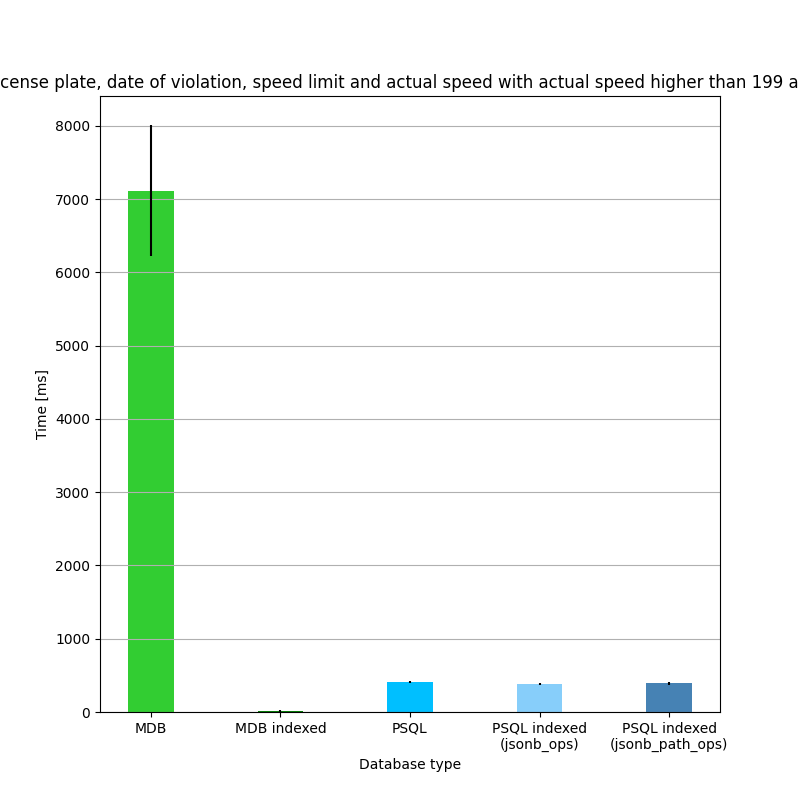 cense plate, date of violation, speed limit and actual speed with actual speed higher than 199 a
8000
7000
6000
5000
4000
3000
2000
1000
0
Time [ms]
MDB
MDB indexed
PSQL
PSQL indexed
(jsonb_ops)
PSQL indexed
(jsonb_path_ops)
Database type